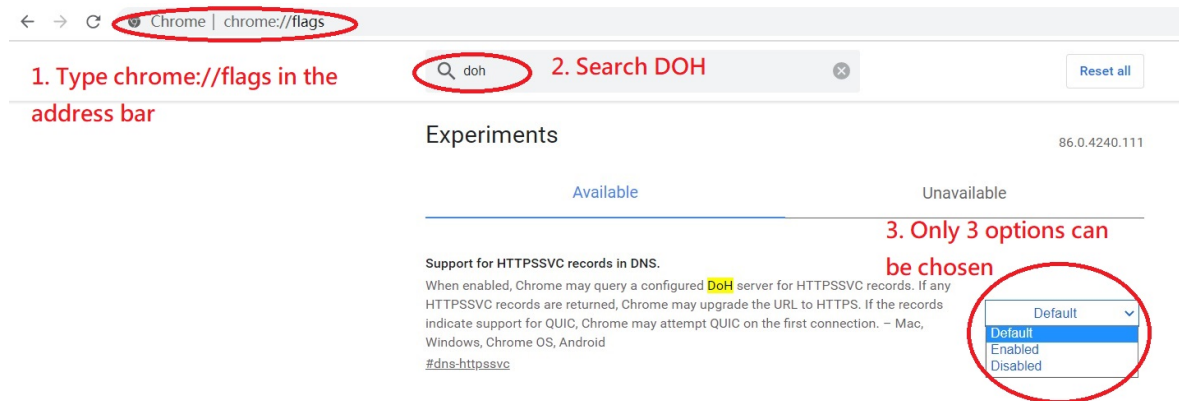 Chrome | chrome://flags
1. Type chrome://flags in the
address bar
doh
2. Search DOH
Reset all
Experiments
86.0.4240.111
Available
Unavailable
3. Only 3 options can
be chosen
Support for HTTPSSVC records in DNS.
When enabled, Chrome may query a configured DoH server for HTTPSSVC records. If any
HTTPSSVC records are returned, Chrome may upgrade the URL to HTTPS. If the records
indicate support for QUIC, Chrome may attempt QUIC on the first connection. – Mac,
Windows, Chrome OS, Android
#dns-httpssvc
Default
Default
Enabled
Disabled